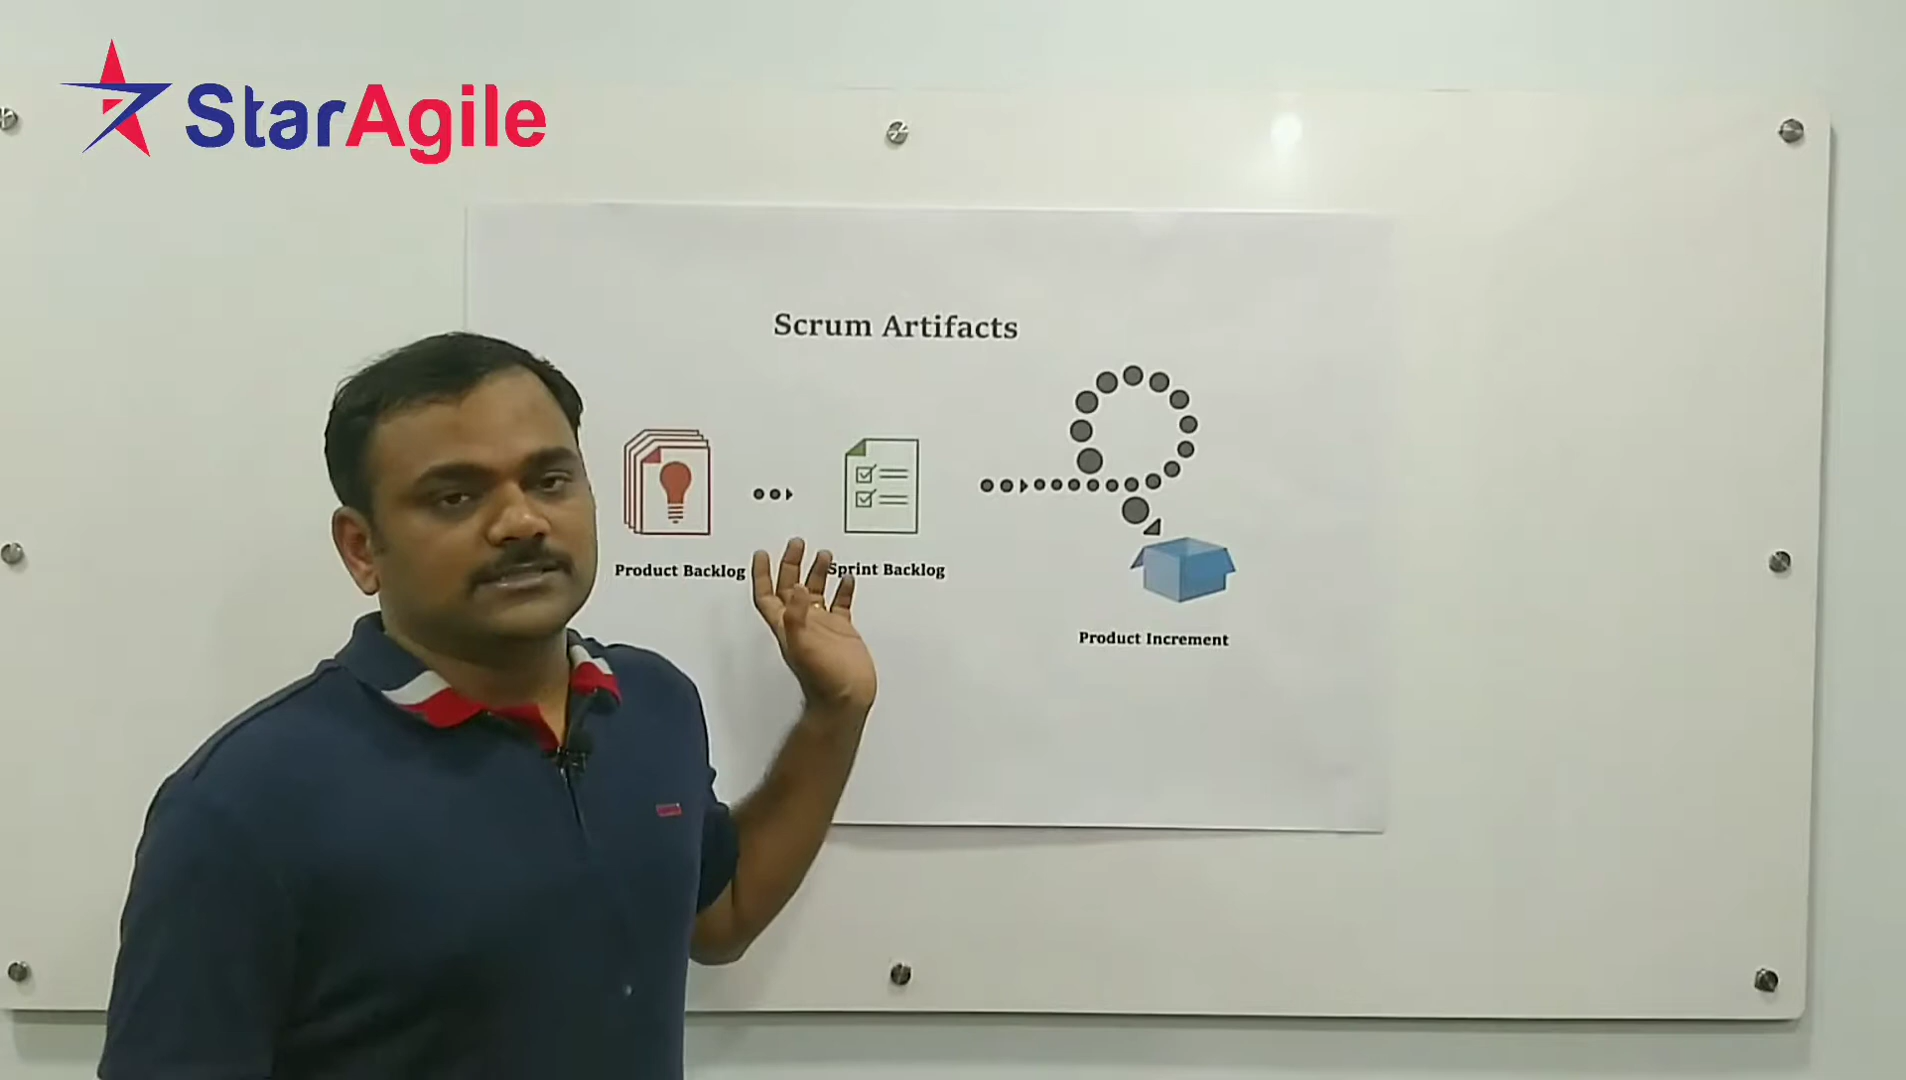 StarAgile
Scrum Artifacts
Product Backlog
Sprint Backlog
Product Increment